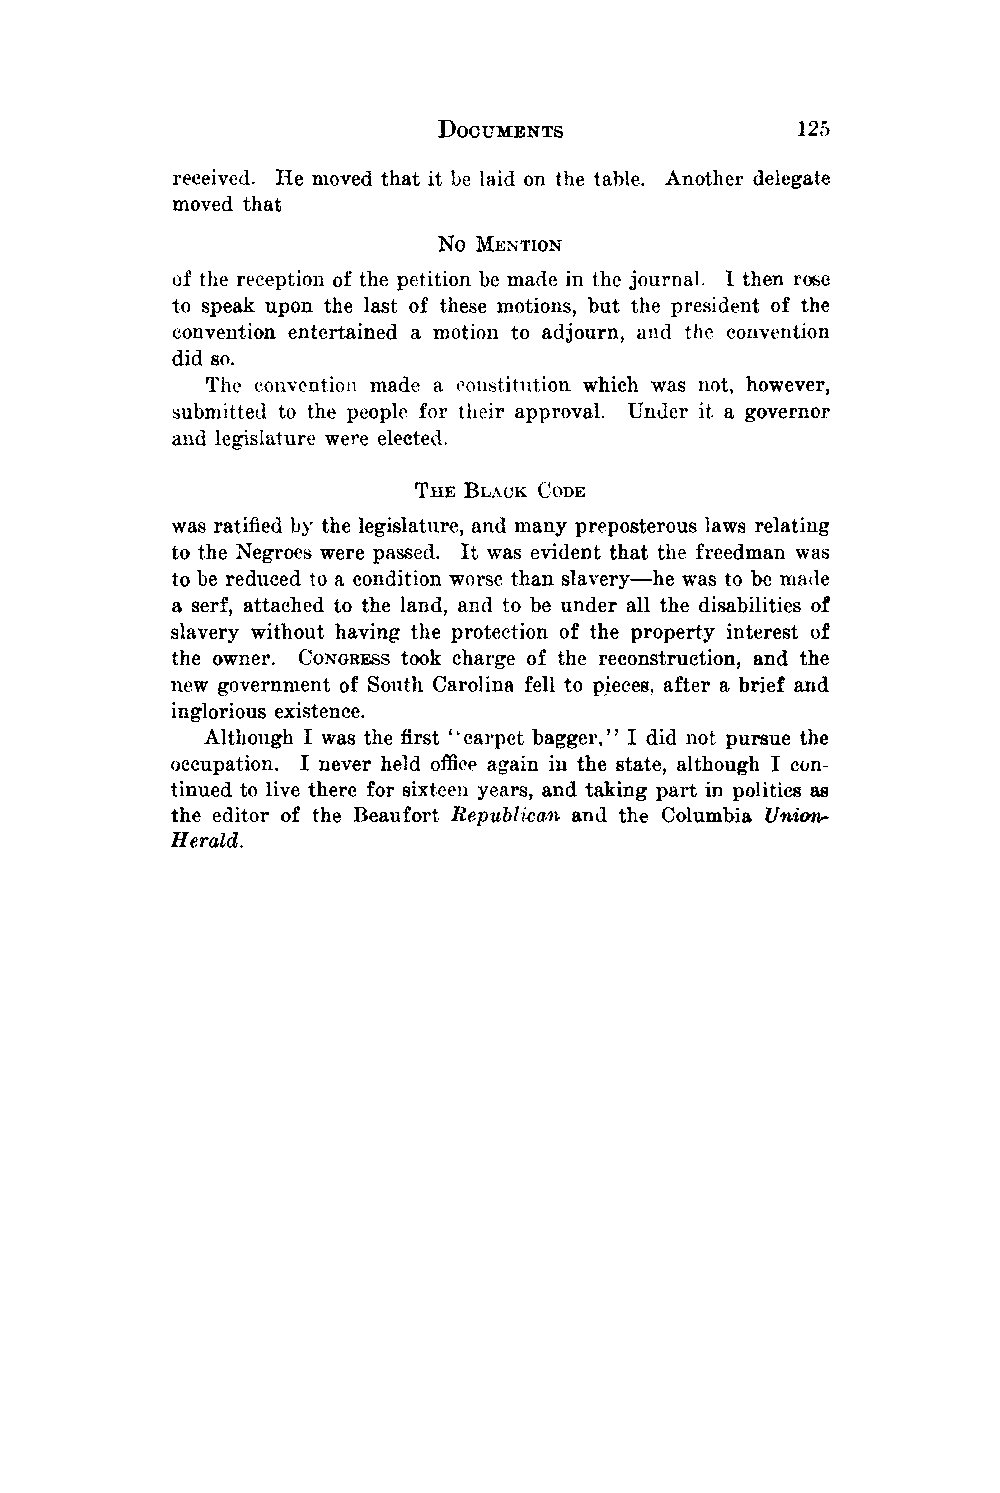 DOCUMENTS 125
received. He moved that it be laid on the table. Another delegate
moved that
NO MENTION
of the reception of the petition be made in the journal. I then rose
to speak upon the last of these motions, but the president of the
convention entertained a motion to adjourn, and the convention
did so.
The convention made a constitution which was not, however,
submitted to the people for their approval. Under it a governor
and legislature were elected.
THE BLACK CODE
was ratified by the legislature, and many preposterous laws relating
to the Negroes were passed. It was evident that the freedman was
to be reduced to a condition worse than slavery—he was to be made
a serf, attached to the land, and to be under all the disabilities of
slavery without having the protection of the property interest of
the owner. CONGRESS took charge of the reconstruction, and the
new government of South Carolina fell to pieces, after a brief and
inglorious existence.
Although I was the first “carpet bagger,” I did not pursue the
occupation. I never held office again in the state, although I con-
tinued to live there for sixteen years, and taking part in politics as
the editor of the Beaufort Republican and the Columbia Union-
Herald.